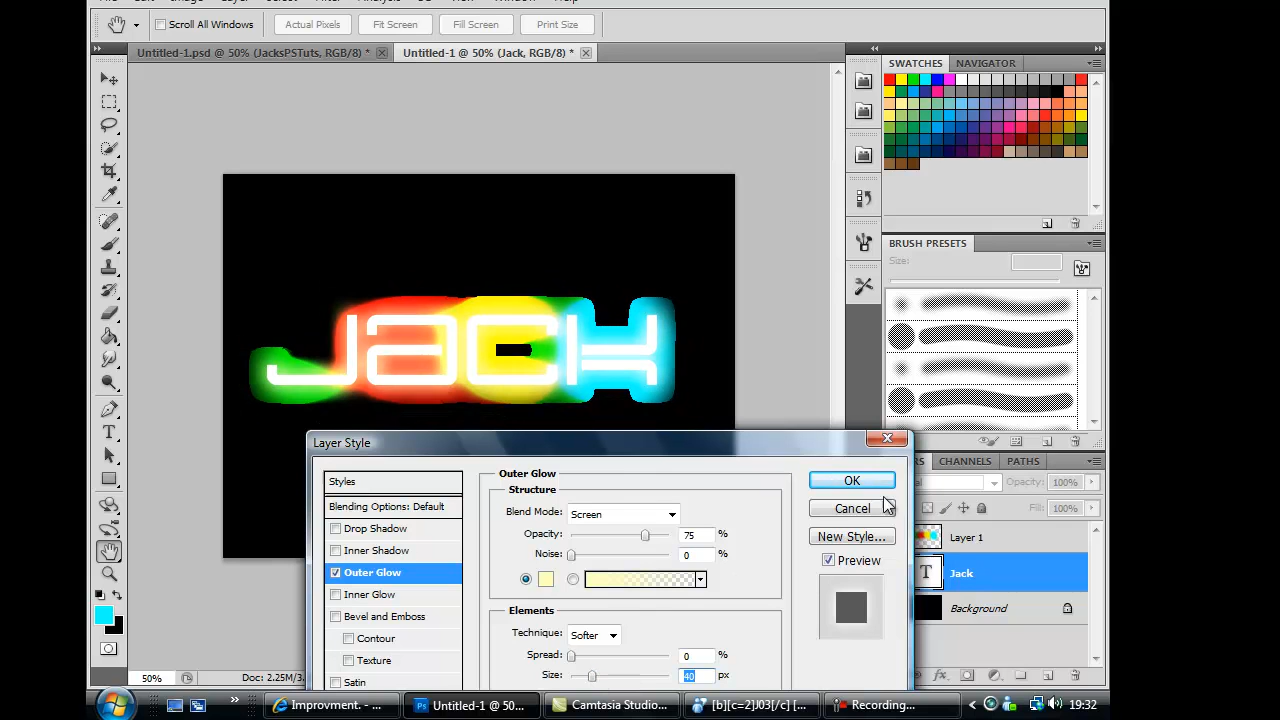 Scroll All Windows
Actual Pixels
Fit Screen
Fill Screen
Print Size
Untitled-1.psd @ 50% (JacksPSTuts, RGB/8) *
Untitled-1 @ 50% (Jack, RGB/8) *
SWATCHES
NAVIGATOR
BRUSH PRESETS
Size:
Jack
Layer Style
Styles
Blending Options: Default
Drop Shadow
Inner Shadow
Outer Glow
Inner Glow
Bevel and Emboss
Contour
Texture
Satin
Outer Glow
Structure
Blend Mode: Screen
Opacity: 75 %
Noise: 0 %
Elements
Technique: Softer
Spread: 0 %
Size: 40 px
OK
Cancel
New Style...
Preview
CHANNELS
PATHS
Opacity: 100%
Fill: 100%
Layer 1
T Jack
Background
50%
Doc: 2.25M/3.
Improvment. - ...
Untitled-1 @ 50...
Camtasia Studio...
[b][c=2]J03[/c] [...
Recording...
19:32